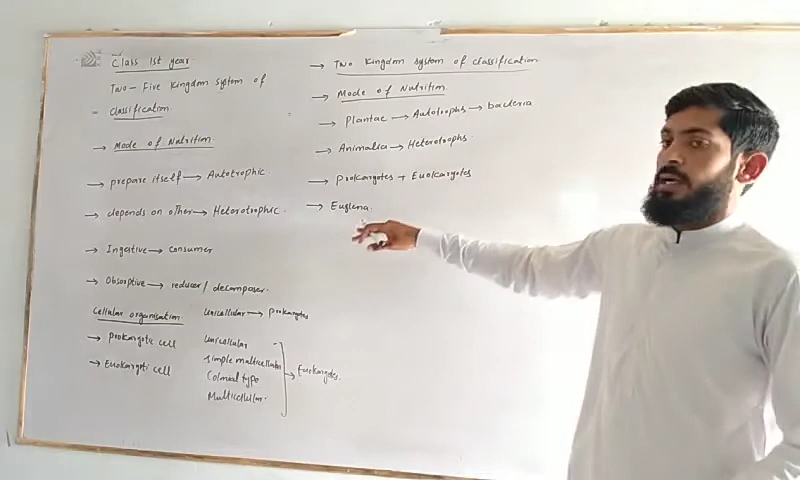 Class 1st year.
Two - Five Kingdom system of
- classification.
→ Mode of Nutrition.
→ prepare itself → Autotrophic.
→ depends on other → Heterotrophic.
→ Ingestive → consumer
→ Absorptive → reducer/ decomposer.
Cellular organisation. Unicellular → prokaryotes
→ prokaryotic cell
→ Eukaryoti cell
Unicellular
Simple multicellular
Colonial type
Multicellular.
→ Eukaryotes.
→ Two Kingdom system of classification
→ Mode of Nutrition.
→ Plantae → Autotrophs → bacteria
→ Animalia → Heterotrophs.
→ Prokaryotes + Eukaryotes
→ Euglena.